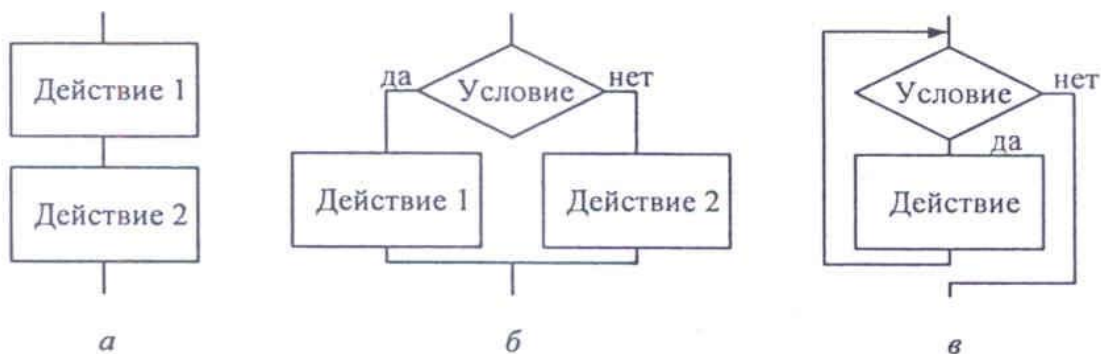 Действие 1
Действие 2
а
да
Условие
нет
Действие 1
Действие 2
б
Условие
нет
да
Действие
в